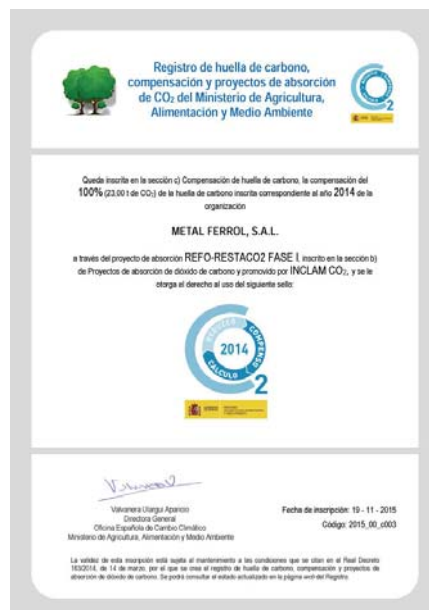 Registro de huella de carbono,
compensación y proyectos de absorción
de CO₂ del Ministerio de Agricultura,
Alimentación y Medio Ambiente
Queda inscrita en la sección c) Compensación de huella de carbono, la compensación del
100% (23,00 t de CO₂) de la huella de carbono inscrita correspondiente al año 2014 de la
organización
METAL FERROL, S.A.L.
a través del proyecto de absorción REFO-RESTACO2 FASE I, inscrito en la sección b)
de Proyectos de absorción de dióxido de carbono y promovido por INCLAM CO₂, y se le
otorga el derecho al uso del siguiente sello:
REDUZCO COMPENSO
2014
CALCULO
2
Valvanera Ulargui Aparicio
Directora General
Oficina Española de Cambio Climático
Ministerio de Agricultura, Alimentación y Medio Ambiente
Fecha de inscripción: 19 - 11 - 2015
Código: 2015_00_c003
La validez de esta inscripción está sujeta al mantenimiento a las condiciones que se citan en el Real Decreto
163/2014, de 14 de marzo, por el que se crea el registro de huella de carbono, compensación y proyectos de
absorción de dióxido de carbono. Se podrá consultar el estado actualizado en la página web del Registro.